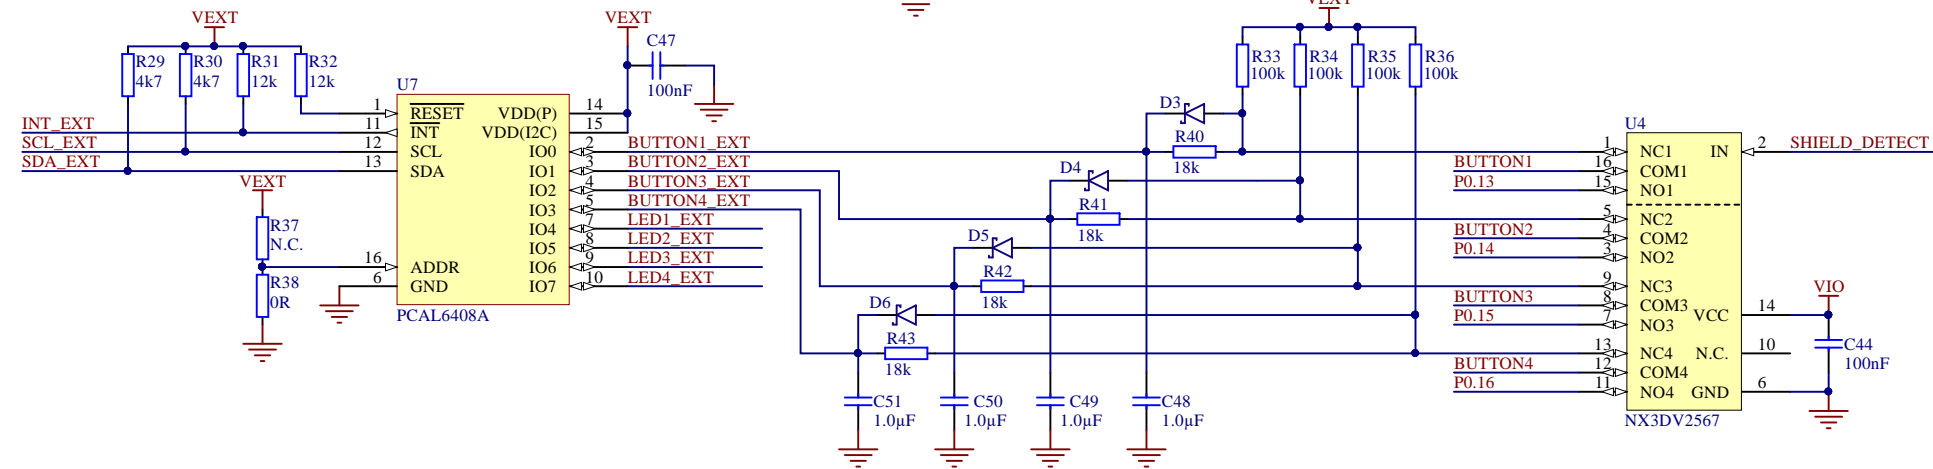 VEXT
R29
4k7
R30
4k7
R31
12k
R32
12k
INT_EXT
SCL_EXT
SDA_EXT
VEXT
R37
N.C.
R38
0R
U7
1
11
12
13
16
6
RESET
INT
SCL
SDA
ADDR
GND
VDD(P)
VDD(I2C)
IO0
IO1
IO2
IO3
IO4
IO5
IO6
IO7
14
15
2
3
4
5
7
8
9
10
PCAL6408A
VEXT
C47
100nF
BUTTON1_EXT
BUTTON2_EXT
BUTTON3_EXT
BUTTON4_EXT
LED1_EXT
LED2_EXT
LED3_EXT
LED4_EXT
VEXT
R33
100k
R34
100k
R35
100k
R36
100k
D3
R40
18k
D4
R41
18k
D5
R42
18k
D6
R43
18k
C51
1.0µF
C50
1.0µF
C49
1.0µF
C48
1.0µF
BUTTON1
P0.13
BUTTON2
P0.14
BUTTON3
P0.15
BUTTON4
P0.16
U4
1
16
15
5
4
3
9
8
7
13
12
11
NC1
COM1
NO1
NC2
COM2
NO2
NC3
COM3
NO3
NC4
COM4
NO4
IN
VCC
N.C.
GND
2
14
10
6
NX3DV2567
SHIELD_DETECT
VIO
C44
100nF